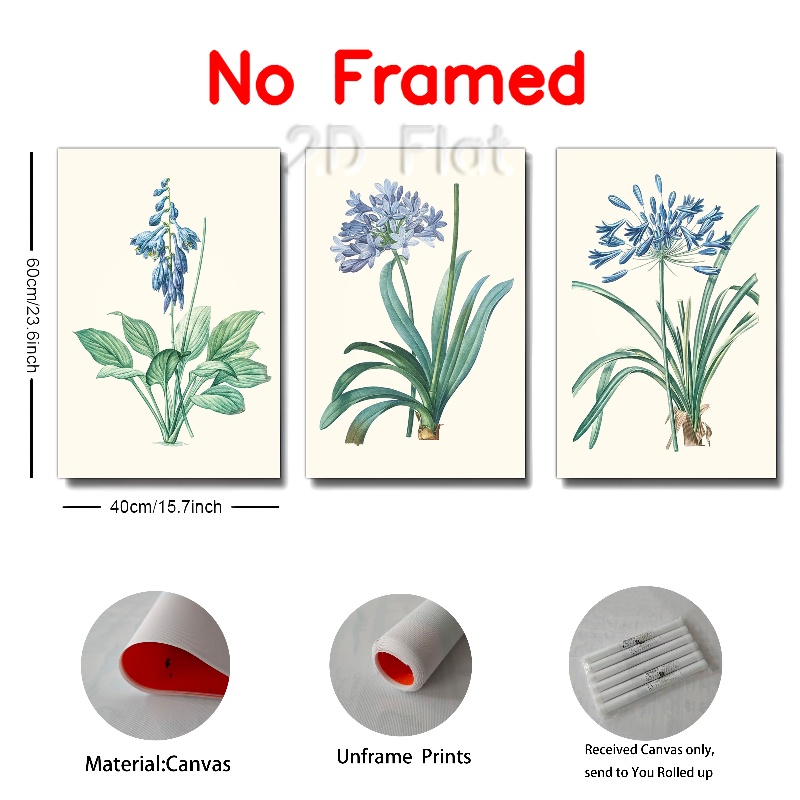 No Framed
2D Flat
60cm/23.6inch
40cm/15.7inch
Material:Canvas
Unframe Prints
Received Canvas only,
send to You Rolled up